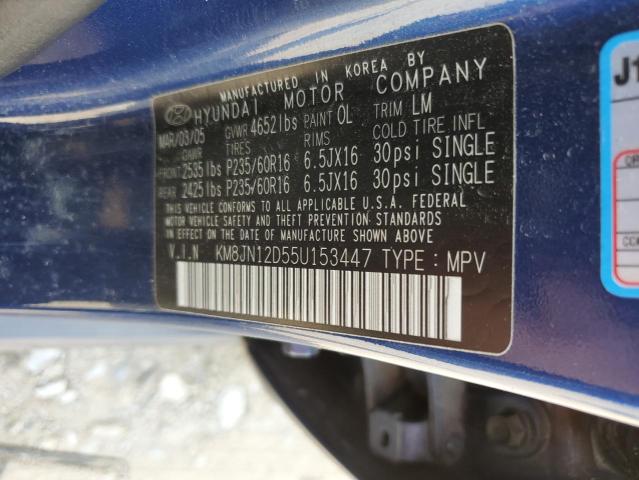 MANUFACTURED IN KOREA BY
HYUNDAI MOTOR COMPANY
MAR/03/05 GVWR 4652lbs PAINT OL TRIM LM
GAWR TIRES RIMS COLD TIRE INFL
FRONT 2535 lbs P235/60R16 6.5JX16 30psi SINGLE
REAR 2425 lbs P235/60R16 6.5JX16 30psi SINGLE
THIS VEHICLE CONFORMS TO ALL APPLICABLE U.S.A. FEDERAL
MOTOR VEHICLE SAFETY AND THEFT PREVENTION STANDARDS
IN EFFECT ON THE DATE OF MANUFACTURE SHOWN ABOVE
V.I.N KM8JN12D55U153447 TYPE : MPV
J1